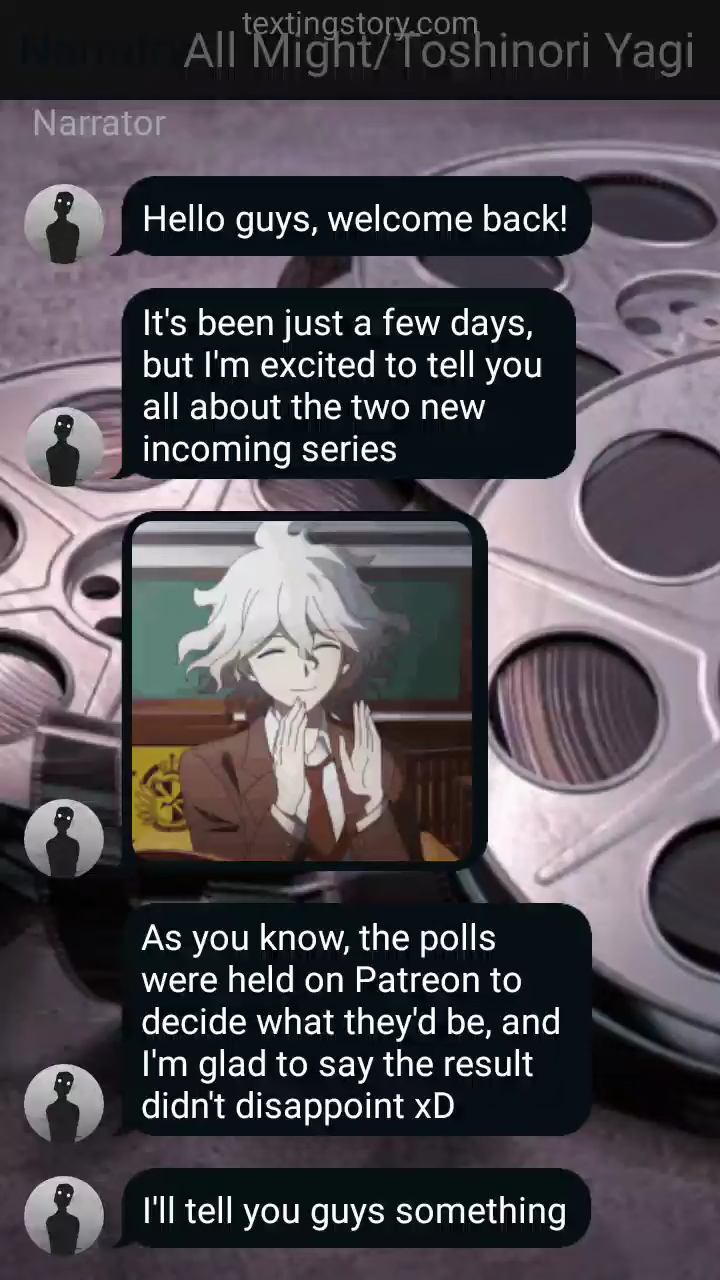 textingstory.com
All Might/Toshinori Yagi
Narrator
Hello guys, welcome back!
It's been just a few days,
but I'm excited to tell you
all about the two new
incoming series
As you know, the polls
were held on Patreon to
decide what they'd be, and
I'm glad to say the result
didn't disappoint xD
I'll tell you guys something